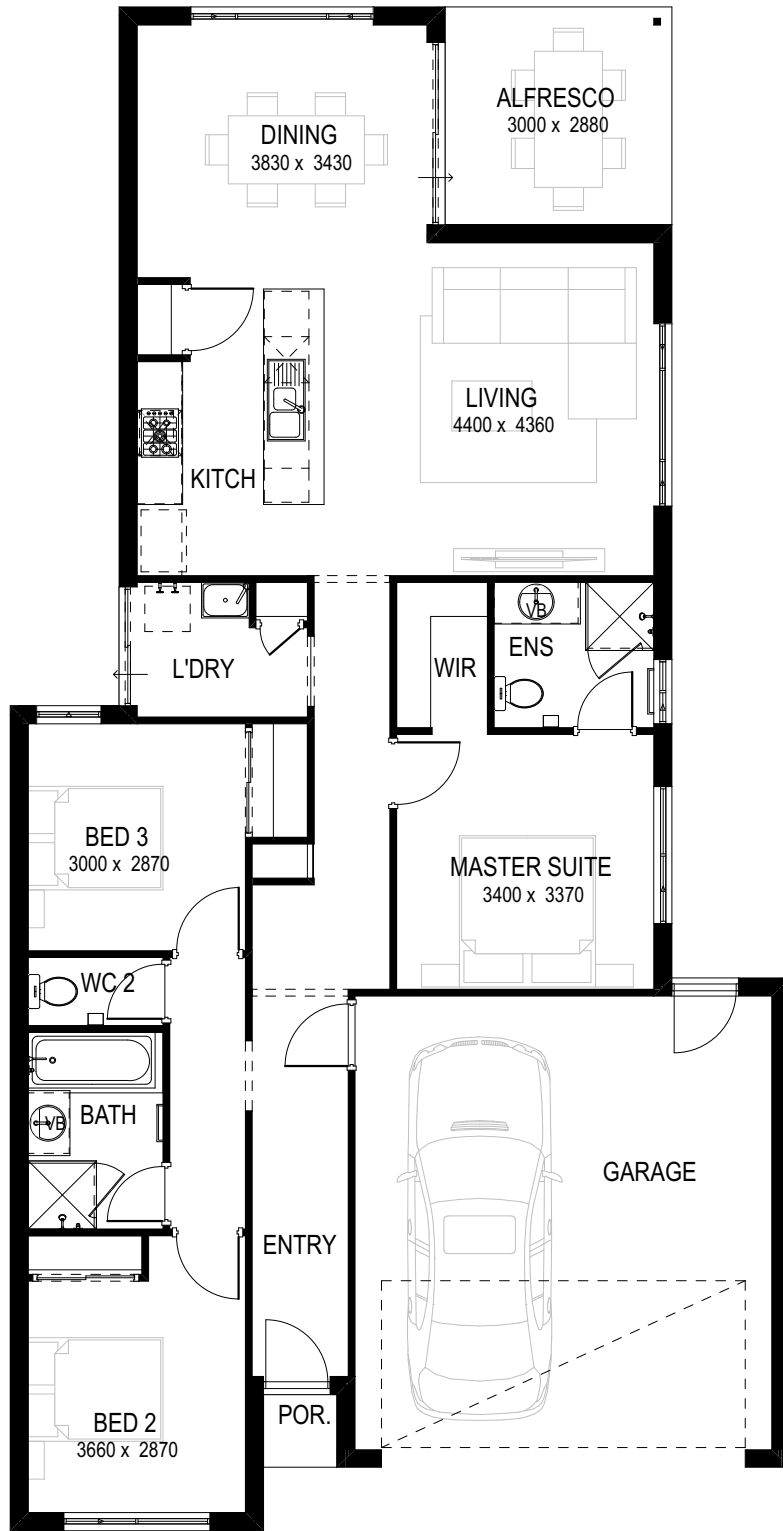 ALFRESCO
3000 x 2880
DINING
3830 x 3430
LIVING
4400 x 4360
KITCH
VB
ENS
WIR
L'DRY
BED 3
3000 x 2870
MASTER SUITE
3400 x 3370
WC 2
BATH
VB
GARAGE
ENTRY
POR.
BED 2
3660 x 2870